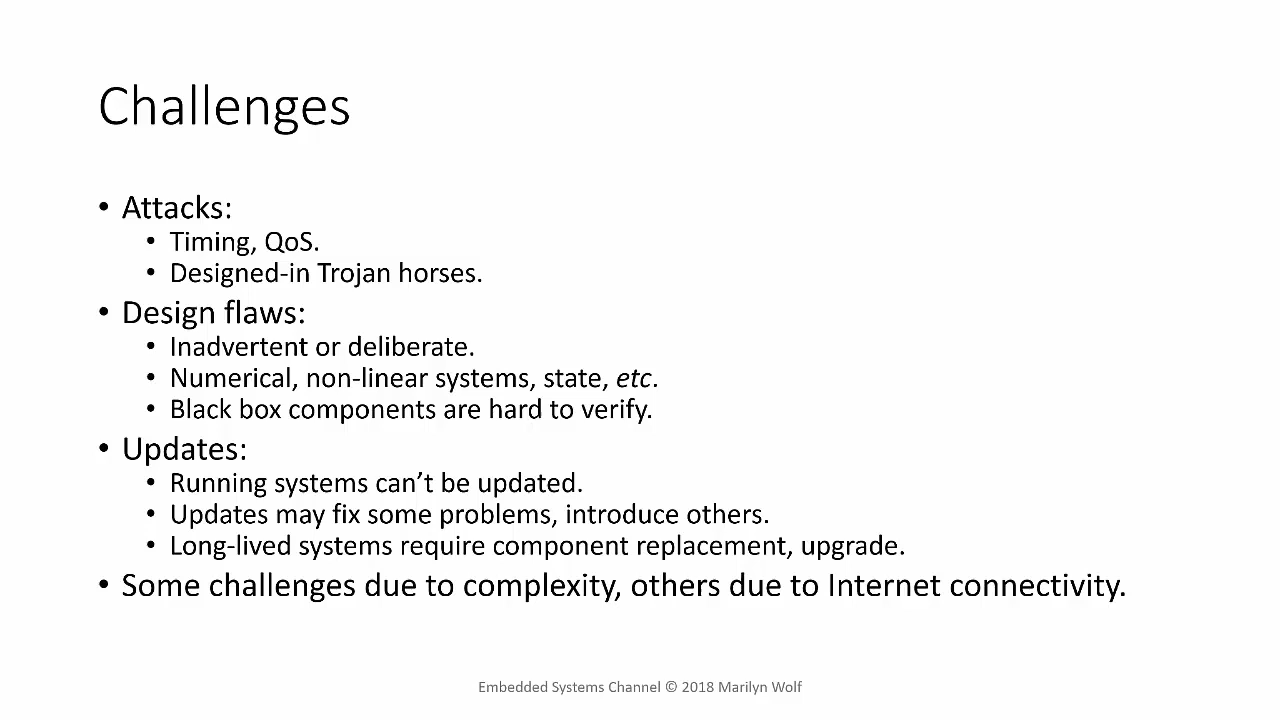 Challenges
• Attacks:
• Timing, QoS.
• Designed-in Trojan horses.
• Design flaws:
• Inadvertent or deliberate.
• Numerical, non-linear systems, state, etc.
• Black box components are hard to verify.
• Updates:
• Running systems can’t be updated.
• Updates may fix some problems, introduce others.
• Long-lived systems require component replacement, upgrade.
• Some challenges due to complexity, others due to Internet connectivity.
Embedded Systems Channel © 2018 Marilyn Wolf